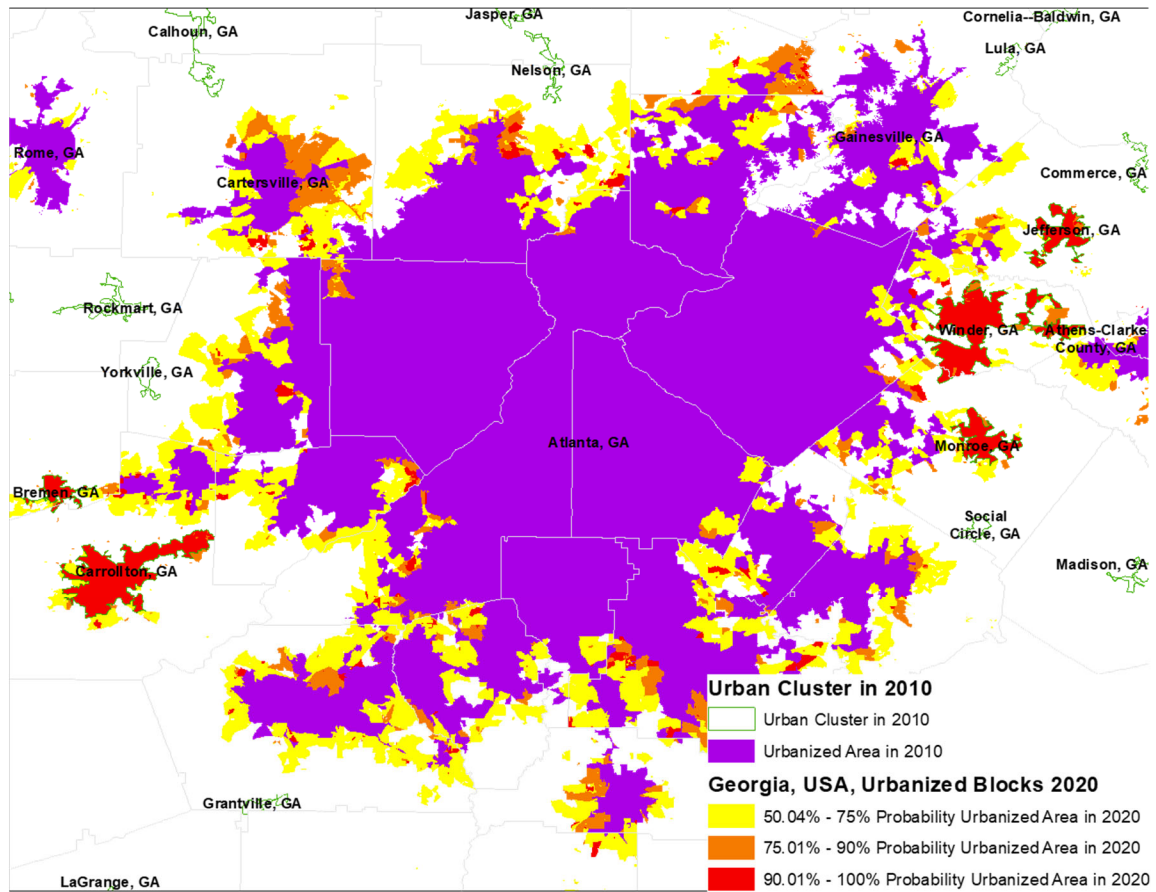 Jasper, GA
Cornelia--Baldwin, GA
Calhoun, GA
Lula, GA
Nelson, GA
Gainesville, GA
Rome, GA
Commerce, GA
Cartersville, GA
Jefferson, GA
Rockmart, GA
Winder, GA
Athens-Clarke
County, GA
Yorkville, GA
Atlanta, GA
Monroe, GA
Bremen, GA
Social
Circle, GA
Carrollton, GA
Madison, GA
Grantville, GA
LaGrange, GA
Urban Cluster in 2010
Urban Cluster in 2010
Urbanized Area in 2010
Georgia, USA, Urbanized Blocks 2020
50.04% - 75% Probability Urbanized Area in 2020
75.01% - 90% Probability Urbanized Area in 2020
90.01% - 100% Probability Urbanized Area in 2020